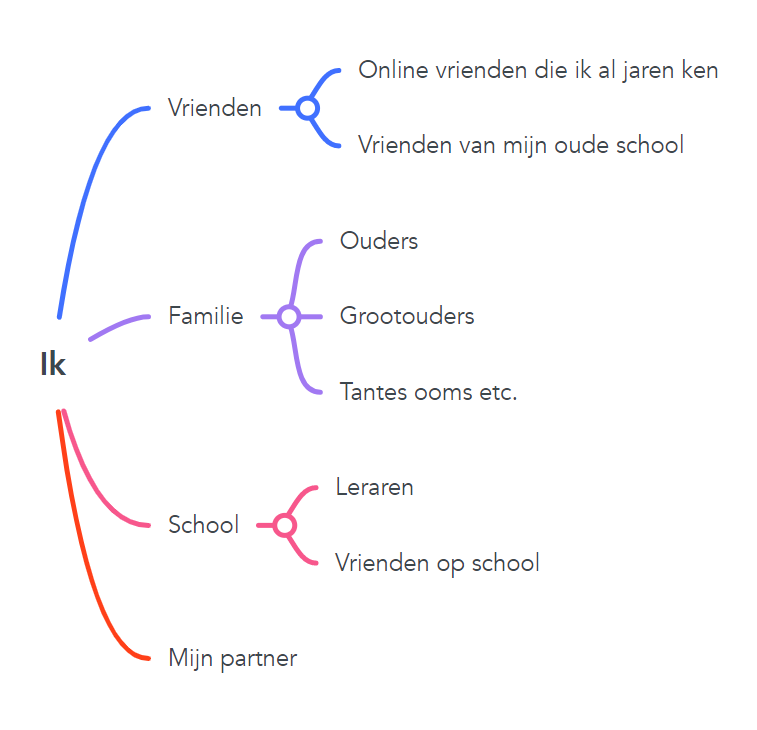 Online vrienden die ik al jaren ken
Vrienden
Vrienden van mijn oude school
Ouders
Familie
Grootouders
Ik
Tantes ooms etc.
Leraren
School
Vrienden op school
Mijn partner